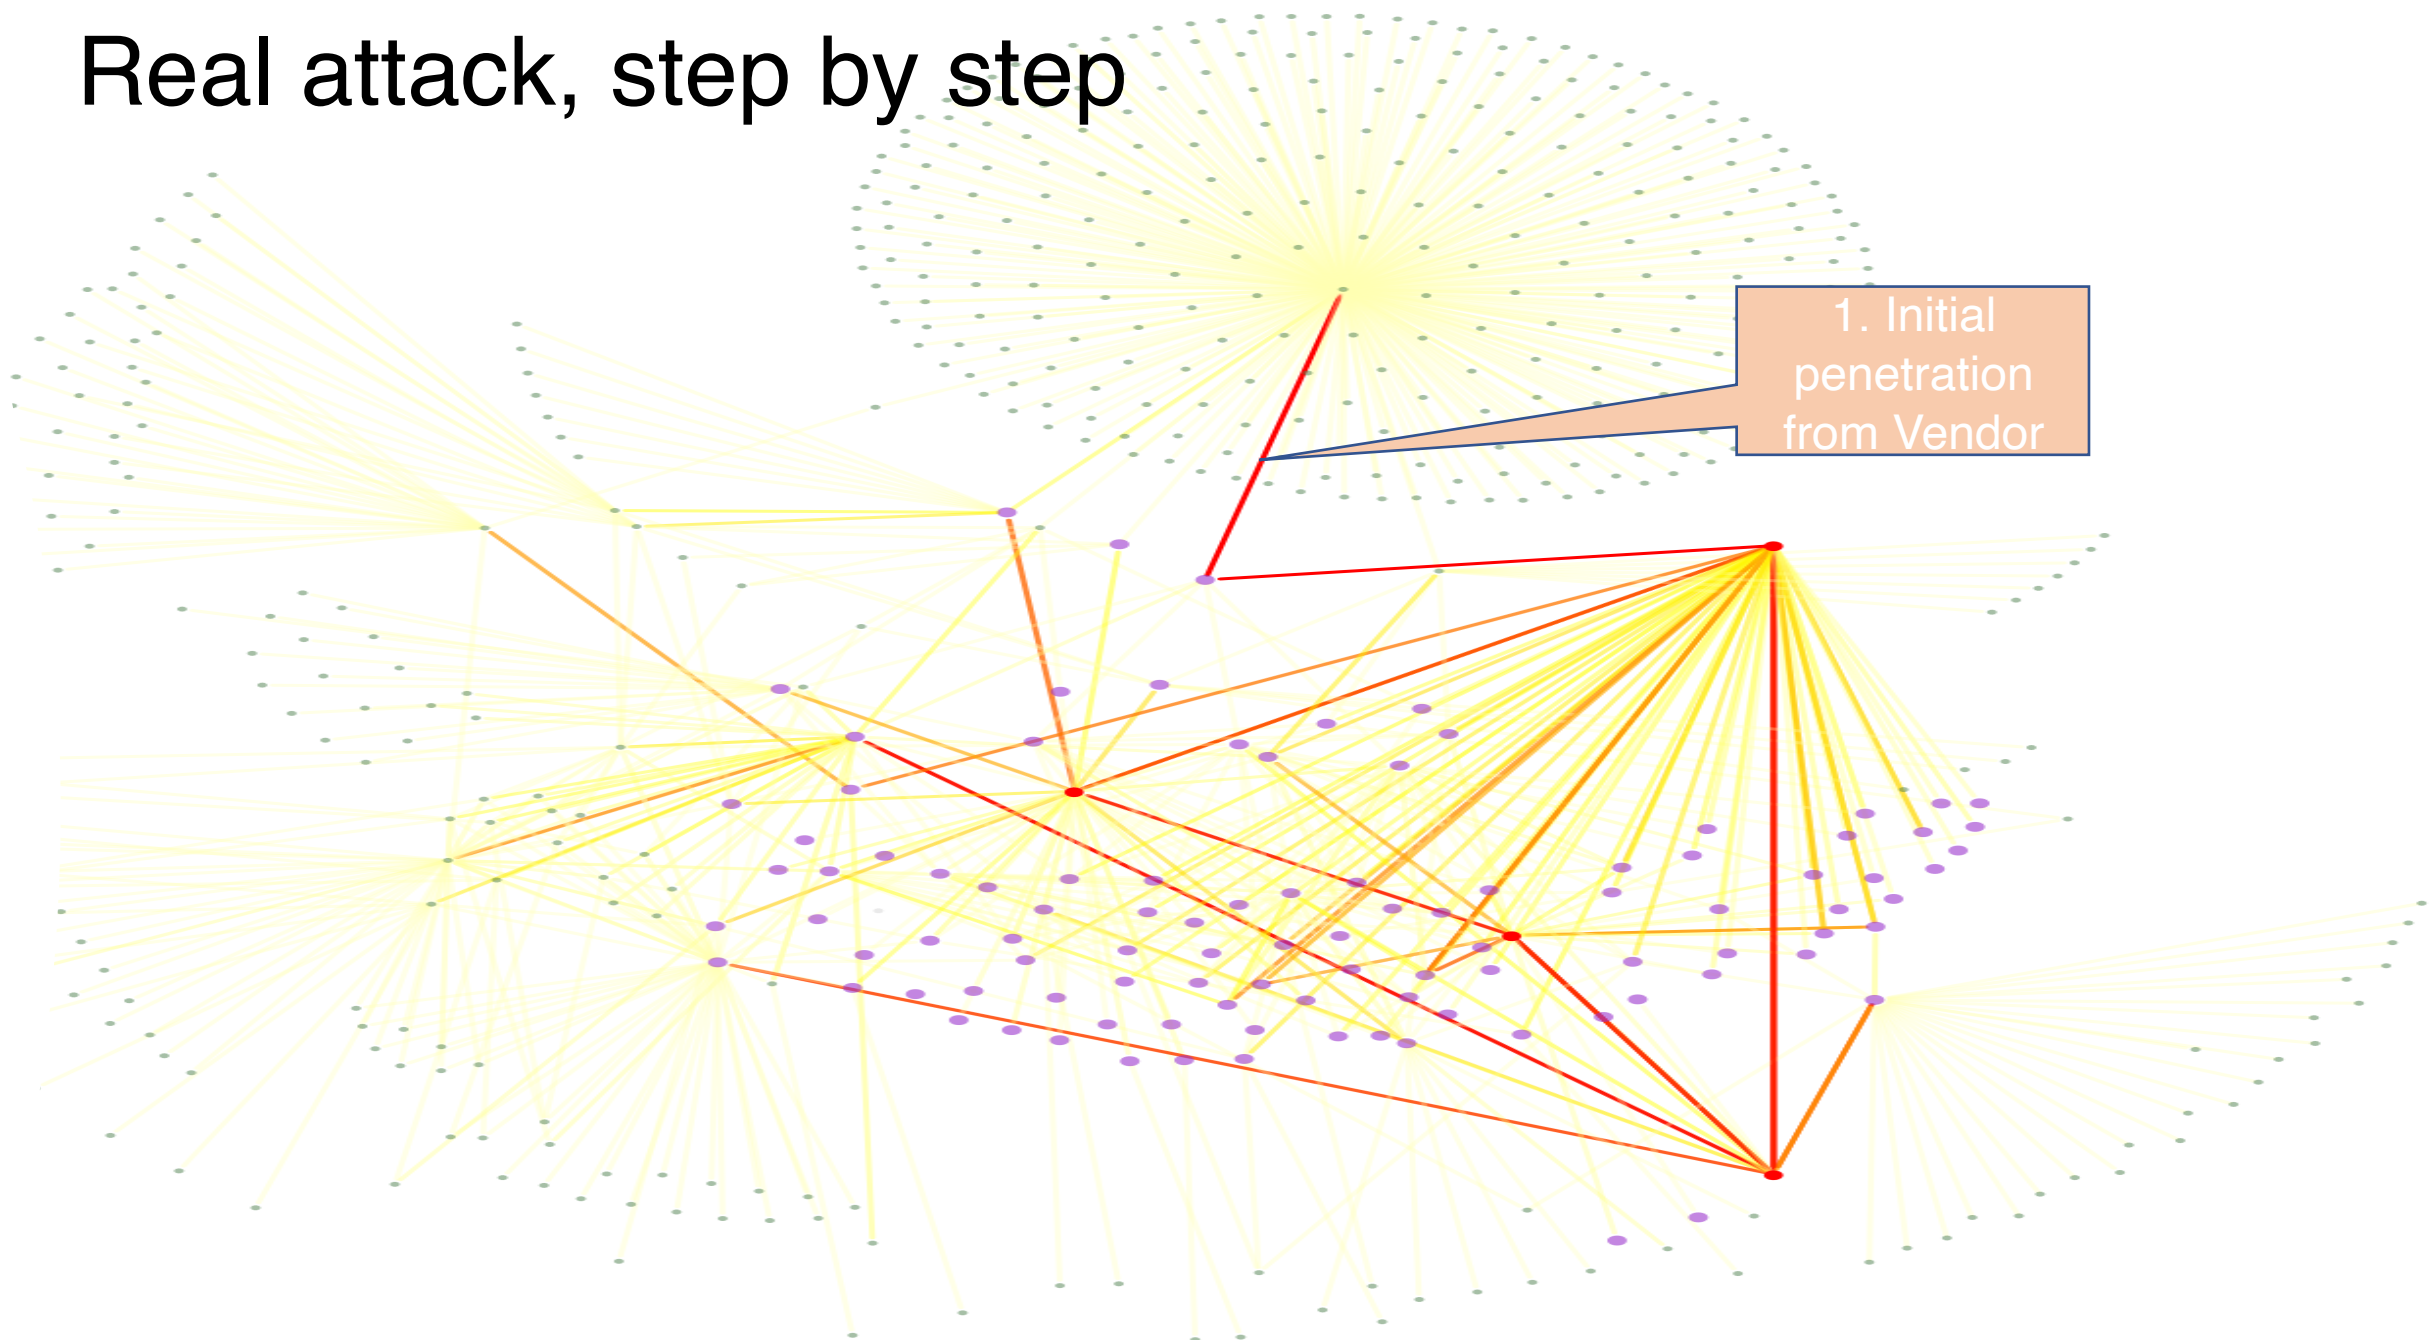 Real attack, step by step
1. Initial
penetration
from Vendor